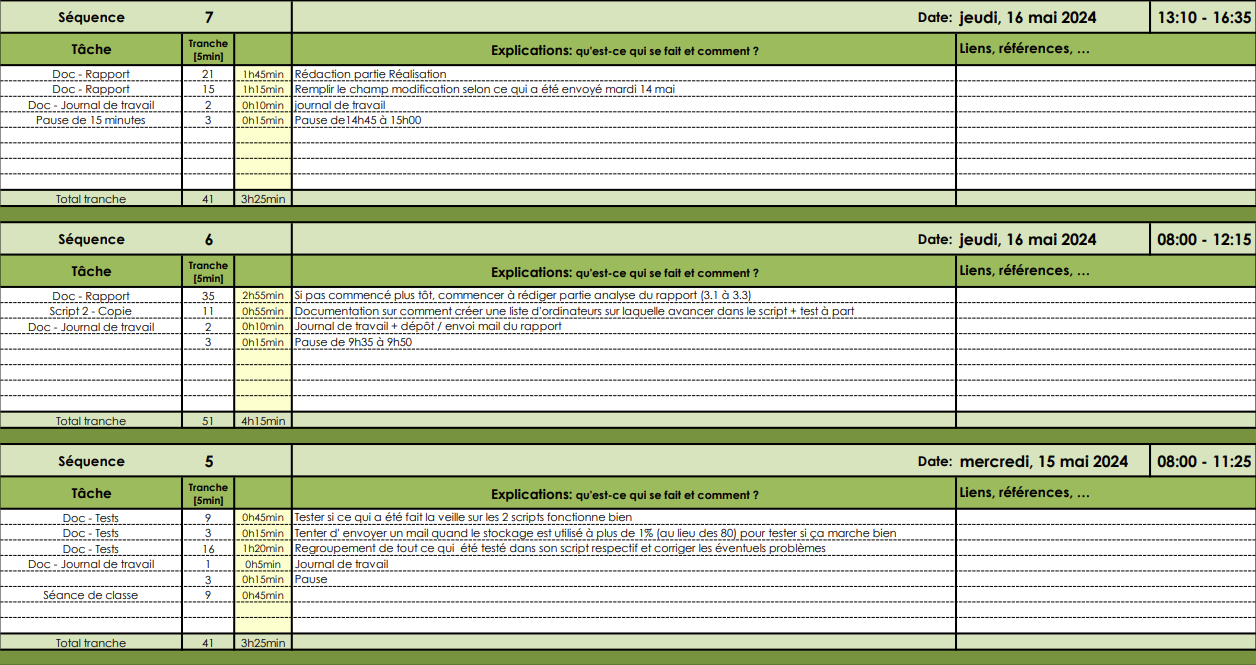 Séquence 7 Date: jeudi, 16 mai 2024 13:10 - 16:35
Tâche Tranche [5min] Explications: qu'est-ce qui se fait et comment ? Liens, références, ...
Doc - Rapport 21 1h45min Rédaction partie Réalisation
Doc - Rapport 15 1h15min Remplir le champ modification selon ce qui a été envoyé mardi 14 mai
Doc - Journal de travail 2 0h10min journal de travail
Pause de 15 minutes 3 0h15min Pause de14h45 à 15h00
Total tranche 41 3h25min
Séquence 6 Date: jeudi, 16 mai 2024 08:00 - 12:15
Tâche Tranche [5min] Explications: qu'est-ce qui se fait et comment ? Liens, références, ...
Doc - Rapport 35 2h55min Si pas commencé plus tôt, commencer à rédiger partie analyse du rapport (3.1 à 3.3)
Script 2 - Copie 11 0h55min Documentation sur comment créer une liste d'ordinateurs sur laquelle avancer dans le script + test à part
Doc - Journal de travail 2 0h10min Journal de travail + dépôt / envoi mail du rapport
3 0h15min Pause de 9h35 à 9h50
Total tranche 51 4h15min
Séquence 5 Date: mercredi, 15 mai 2024 08:00 - 11:25
Tâche Tranche [5min] Explications: qu'est-ce qui se fait et comment ? Liens, références, ...
Doc - Tests 9 0h45min Tester si ce qui a été fait la veille sur les 2 scripts fonctionne bien
Doc - Tests 3 0h15min Tenter d' envoyer un mail quand le stockage est utilisé à plus de 1% (au lieu des 80) pour tester si ça marche bien
Doc - Tests 16 1h20min Regroupement de tout ce qui été testé dans son script respectif et corriger les éventuels problèmes
Doc - Journal de travail 1 0h5min Journal de travail
3 0h15min Pause
Séance de classe 9 0h45min
Total tranche 41 3h25min